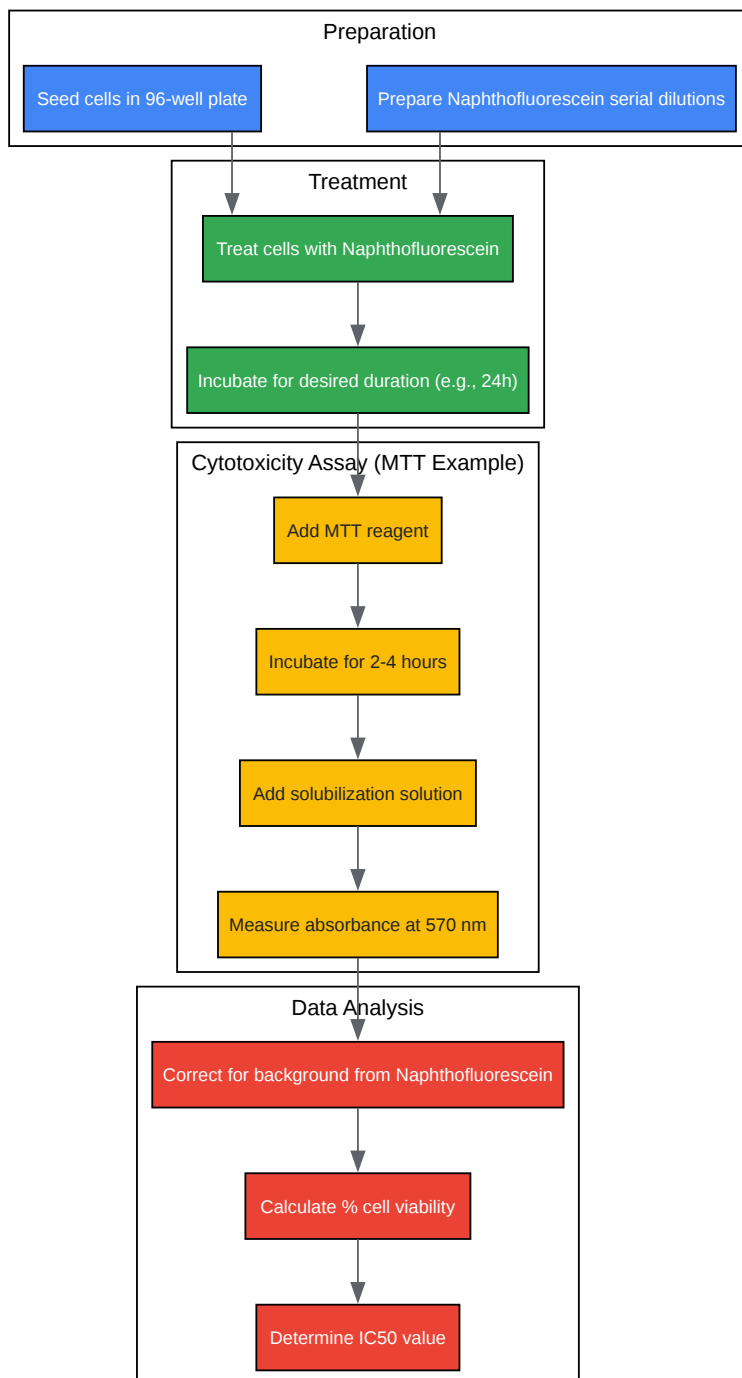 Preparation
Seed cells in 96-well plate
Prepare Naphthofluorescein serial dilutions
Treatment
Treat cells with Naphthofluorescein
Incubate for desired duration (e.g., 24h)
Cytotoxicity Assay (MTT Example)
Add MTT reagent
Incubate for 2-4 hours
Add solubilization solution
Measure absorbance at 570 nm
Data Analysis
Correct for background from Naphthofluorescein
Calculate % cell viability
Determine IC50 value